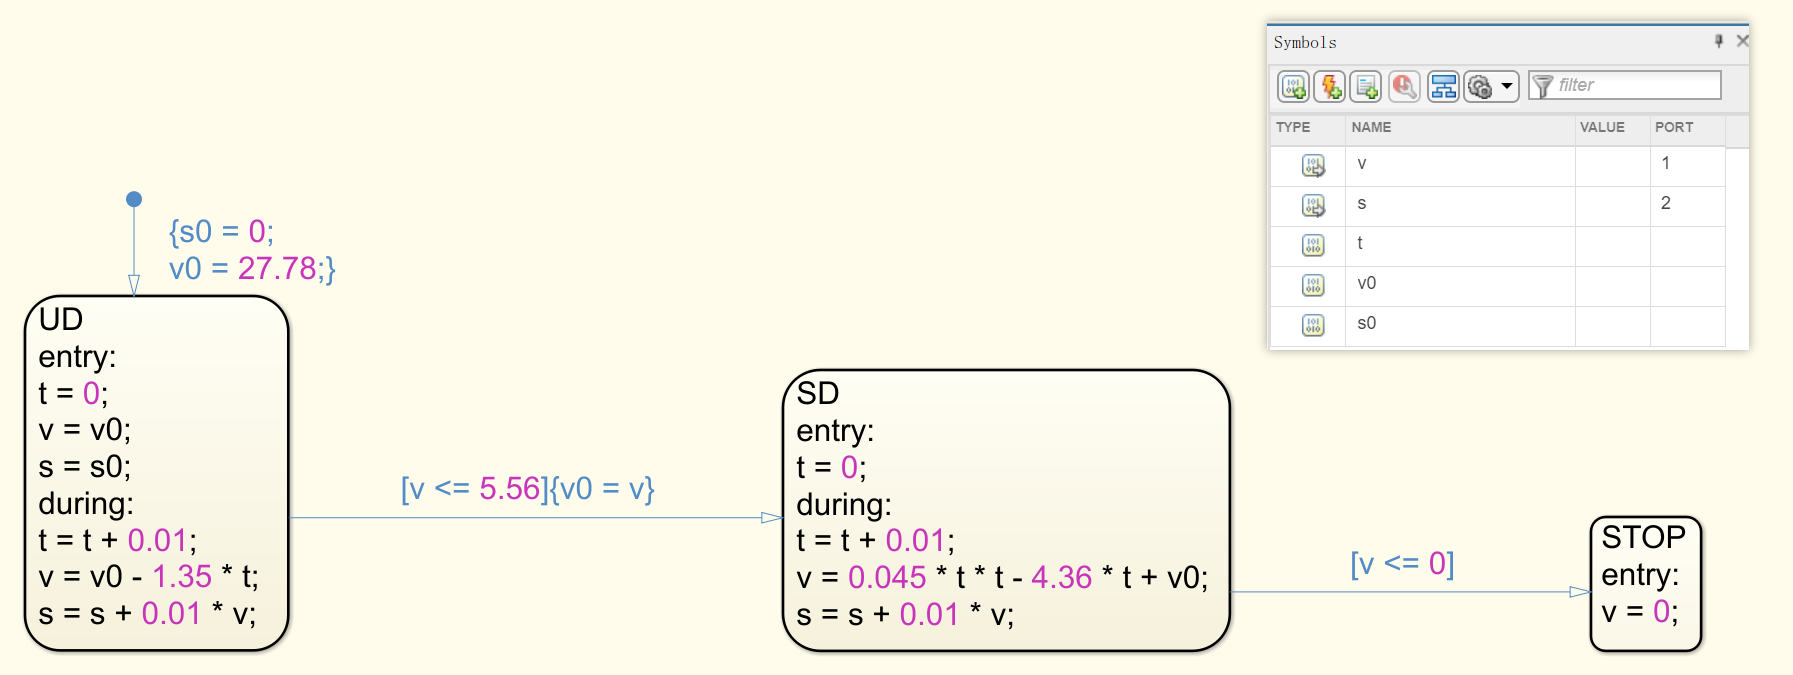 Symbols
filter
TYPE NAME VALUE PORT
v 1
s 2
t
v0
s0
{s0 = 0;
v0 = 27.78;}
UD
entry:
t = 0;
v = v0;
s = s0;
during:
t = t + 0.01;
v = v0 - 1.35 * t;
s = s + 0.01 * v;
[v <= 5.56]{v0 = v}
SD
entry:
t = 0;
during:
t = t + 0.01;
v = 0.045 * t * t - 4.36 * t + v0;
s = s + 0.01 * v;
[v <= 0]
STOP
entry:
v = 0;